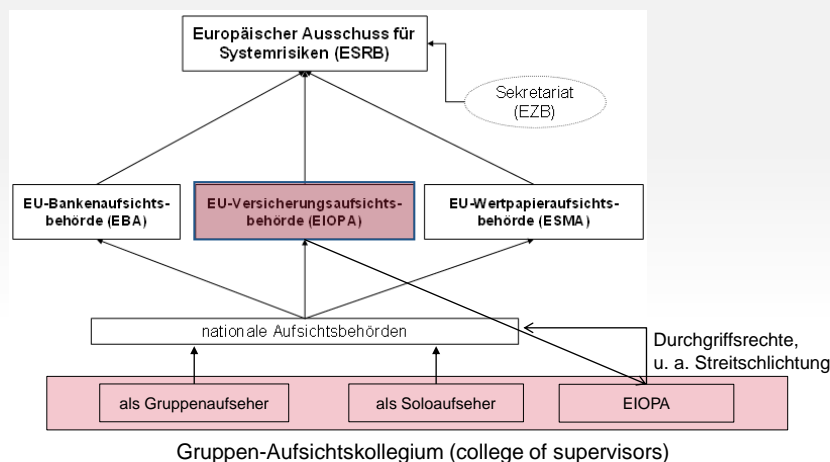 Europäischer Ausschuss für
Systemrisiken (ESRB)
Sekretariat
(EZB)
EU-Bankenaufsichts-
behörde (EBA)
EU-Versicherungsaufsichts-
behörde (EIOPA)
EU-Wertpapieraufsichts-
behörde (ESMA)
nationale Aufsichtsbehörden
Durchgriffsrechte,
u. a. Streitschlichtung
als Gruppenaufseher
als Soloaufseher
EIOPA
Gruppen-Aufsichtskollegium (college of supervisors)